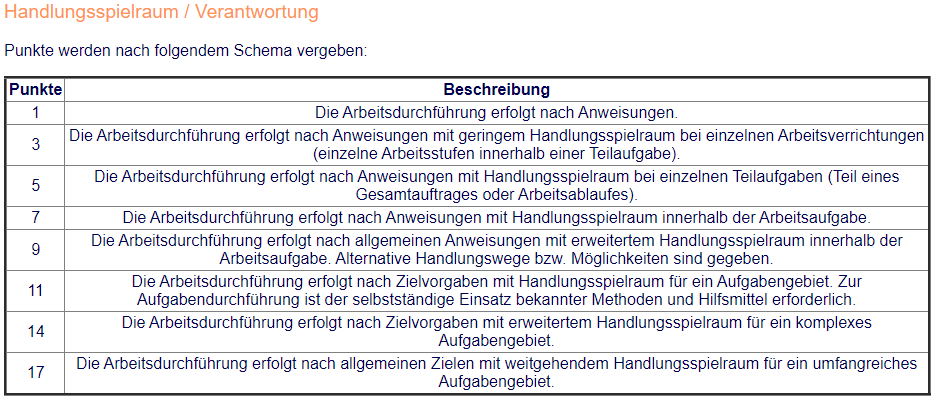 Handlungsspielraum / Verantwortung
Punkte werden nach folgendem Schema vergeben:
Punkte Beschreibung
1 Die Arbeitsdurchführung erfolgt nach Anweisungen.
3 Die Arbeitsdurchführung erfolgt nach Anweisungen mit geringem Handlungsspielraum bei einzelnen Arbeitsverrichtungen
(einzelne Arbeitsstufen innerhalb einer Teilaufgabe).
5 Die Arbeitsdurchführung erfolgt nach Anweisungen mit Handlungsspielraum bei einzelnen Teilaufgaben (Teil eines
Gesamtauftrages oder Arbeitsablaufes).
7 Die Arbeitsdurchführung erfolgt nach Anweisungen mit Handlungsspielraum innerhalb der Arbeitsaufgabe.
9 Die Arbeitsdurchführung erfolgt nach allgemeinen Anweisungen mit erweitertem Handlungsspielraum innerhalb der
Arbeitsaufgabe. Alternative Handlungswege bzw. Möglichkeiten sind gegeben.
11 Die Arbeitsdurchführung erfolgt nach Zielvorgaben mit Handlungsspielraum für ein Aufgabengebiet. Zur
Aufgabendurchführung ist der selbstständige Einsatz bekannter Methoden und Hilfsmittel erforderlich.
14 Die Arbeitsdurchführung erfolgt nach Zielvorgaben mit erweitertem Handlungsspielraum für ein komplexes
Aufgabengebiet.
17 Die Arbeitsdurchführung erfolgt nach allgemeinen Zielen mit weitgehendem Handlungsspielraum für ein umfangreiches
Aufgabengebiet.